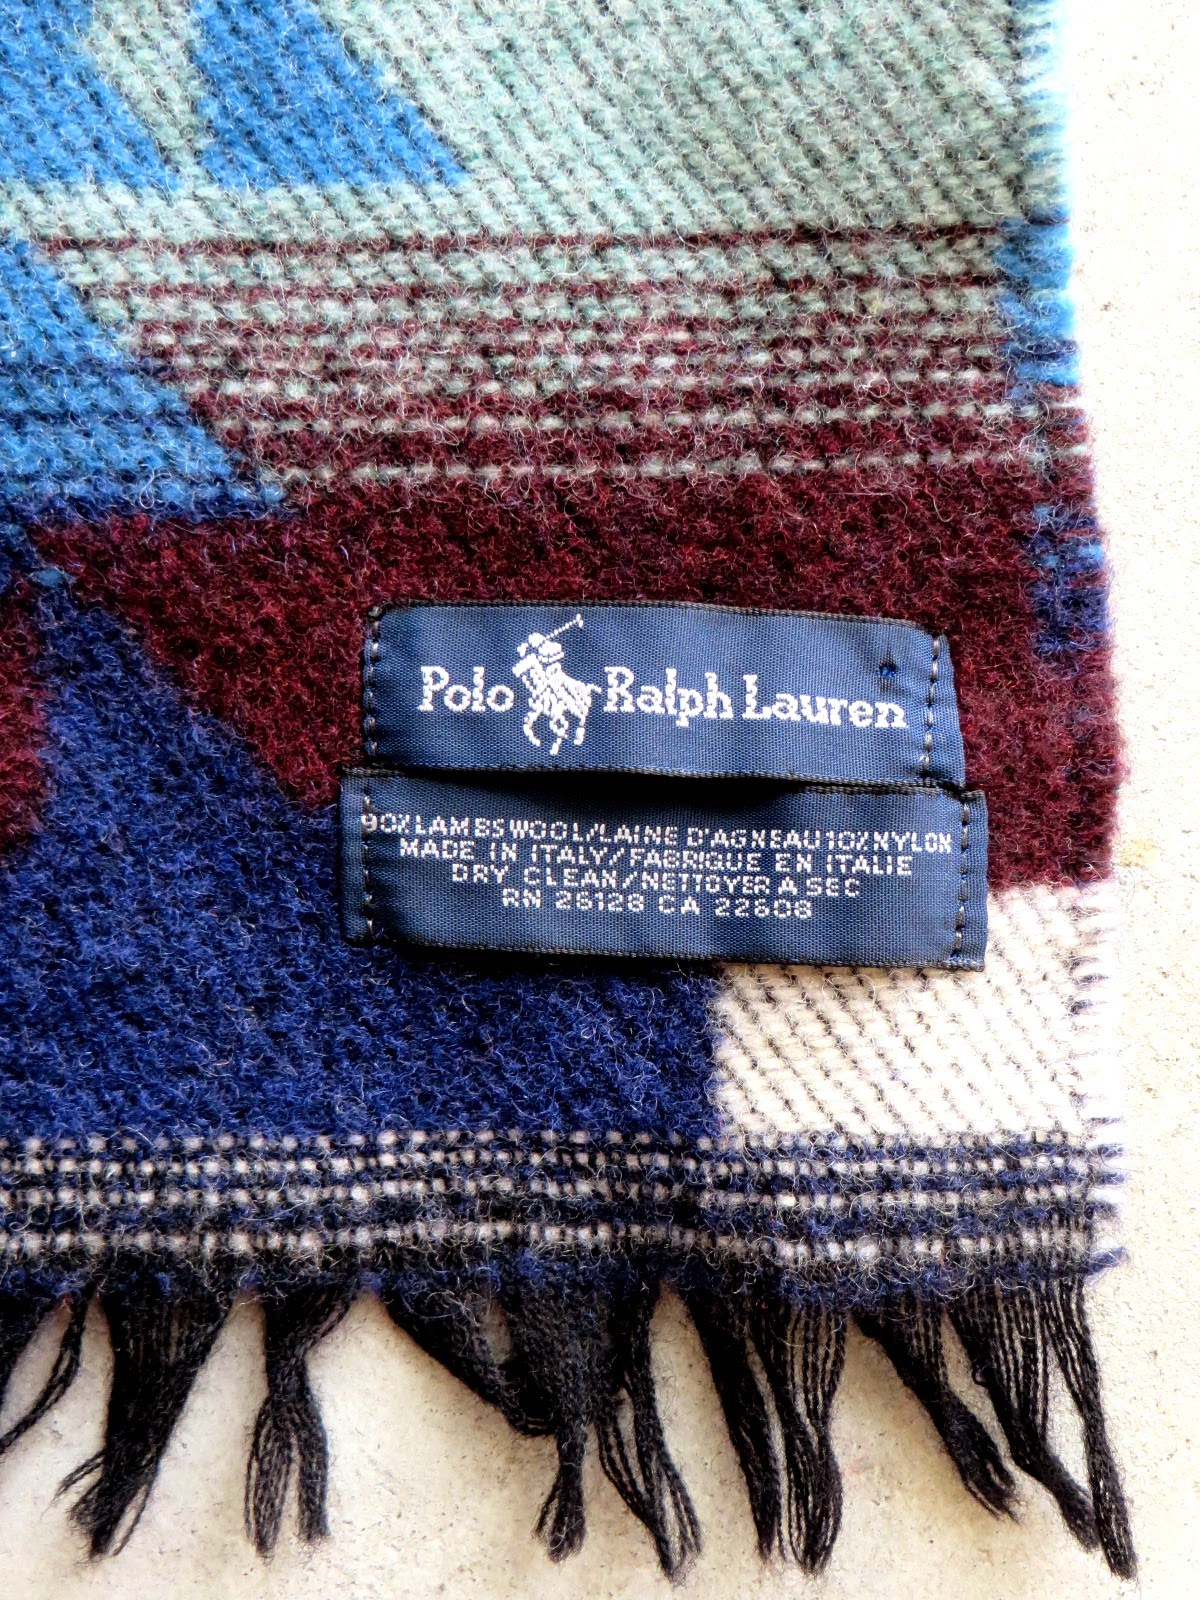 Polo Ralph Lauren
90% LAMBSWOOL/LAINE D'AGNEAU 10% NYLON
MADE IN ITALY/FABRIQUE EN ITALIE
DRY CLEAN/NETTOYER A SEC
RN 28128 CA 22608